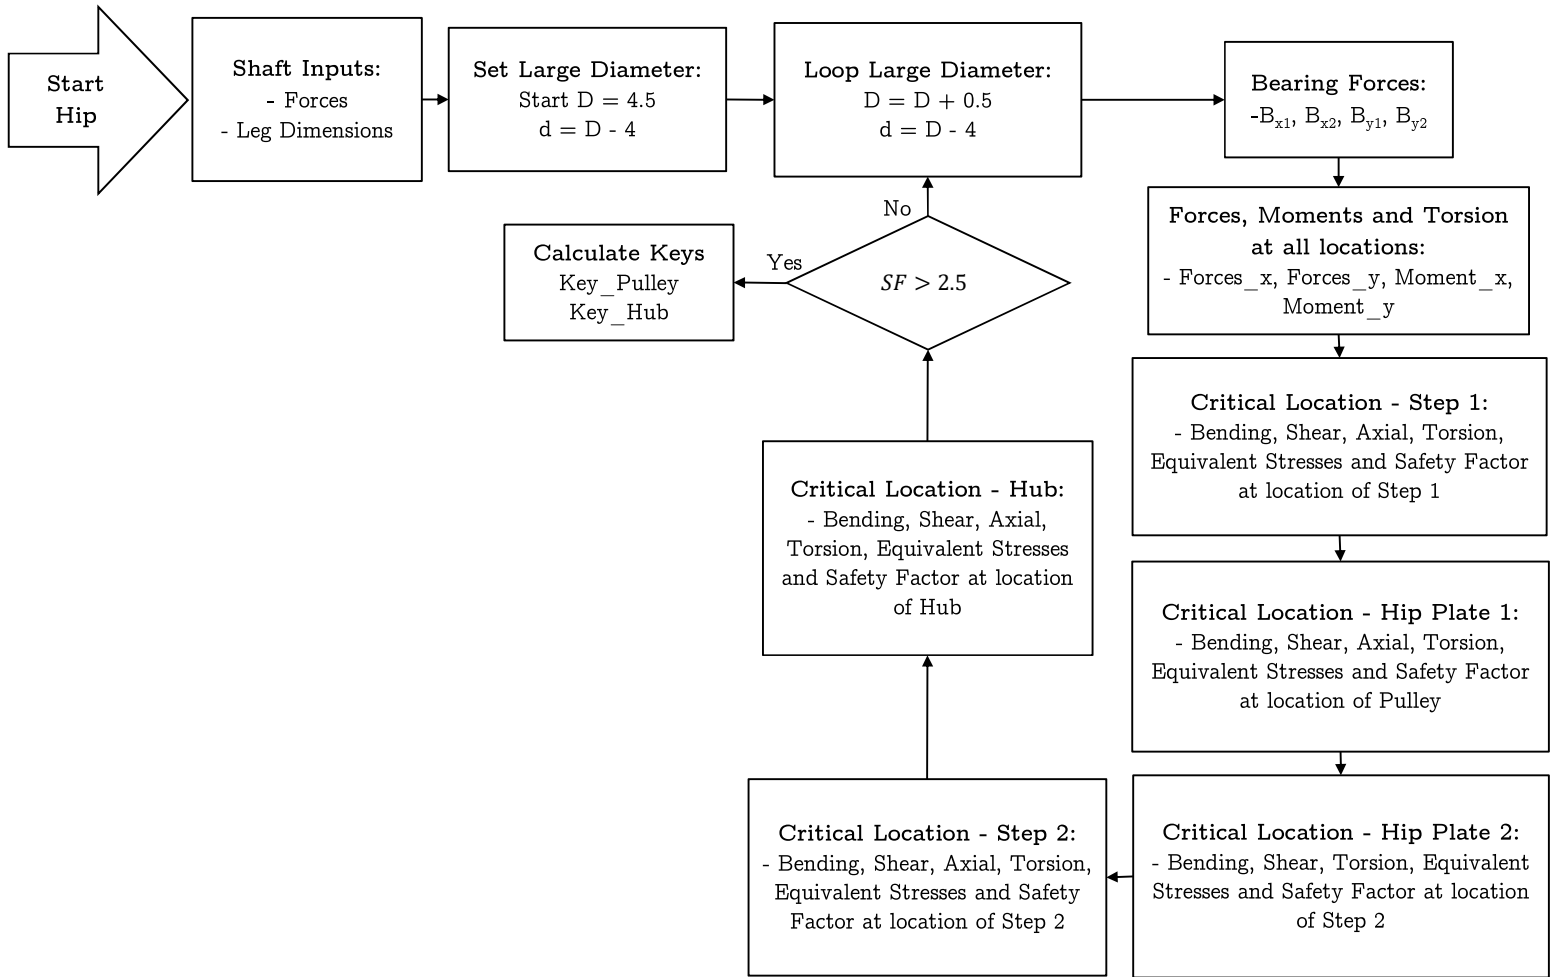 Start
Hip
Shaft Inputs:
- Forces
- Leg Dimensions
Set Large Diameter:
Start D = 4.5
d = D - 4
Loop Large Diameter:
D = D + 0.5
d = D - 4
Bearing Forces:
-Bx1, Bx2, By1, By2
Forces, Moments and Torsion
at all locations:
- Forces_x, Forces_y, Moment_x,
Moment_y
Critical Location - Step 1:
- Bending, Shear, Axial, Torsion,
Equivalent Stresses and Safety Factor
at location of Step 1
Critical Location - Hip Plate 1:
- Bending, Shear, Axial, Torsion,
Equivalent Stresses and Safety Factor
at location of Pulley
Critical Location - Hip Plate 2:
- Bending, Shear, Torsion, Equivalent
Stresses and Safety Factor at location
of Step 2
Critical Location - Step 2:
- Bending, Shear, Axial, Torsion,
Equivalent Stresses and Safety
Factor at location of Step 2
Critical Location - Hub:
- Bending, Shear, Axial,
Torsion, Equivalent Stresses
and Safety Factor at location
of Hub
SF > 2.5
No
Yes
Calculate Keys
Key_Pulley
Key_Hub